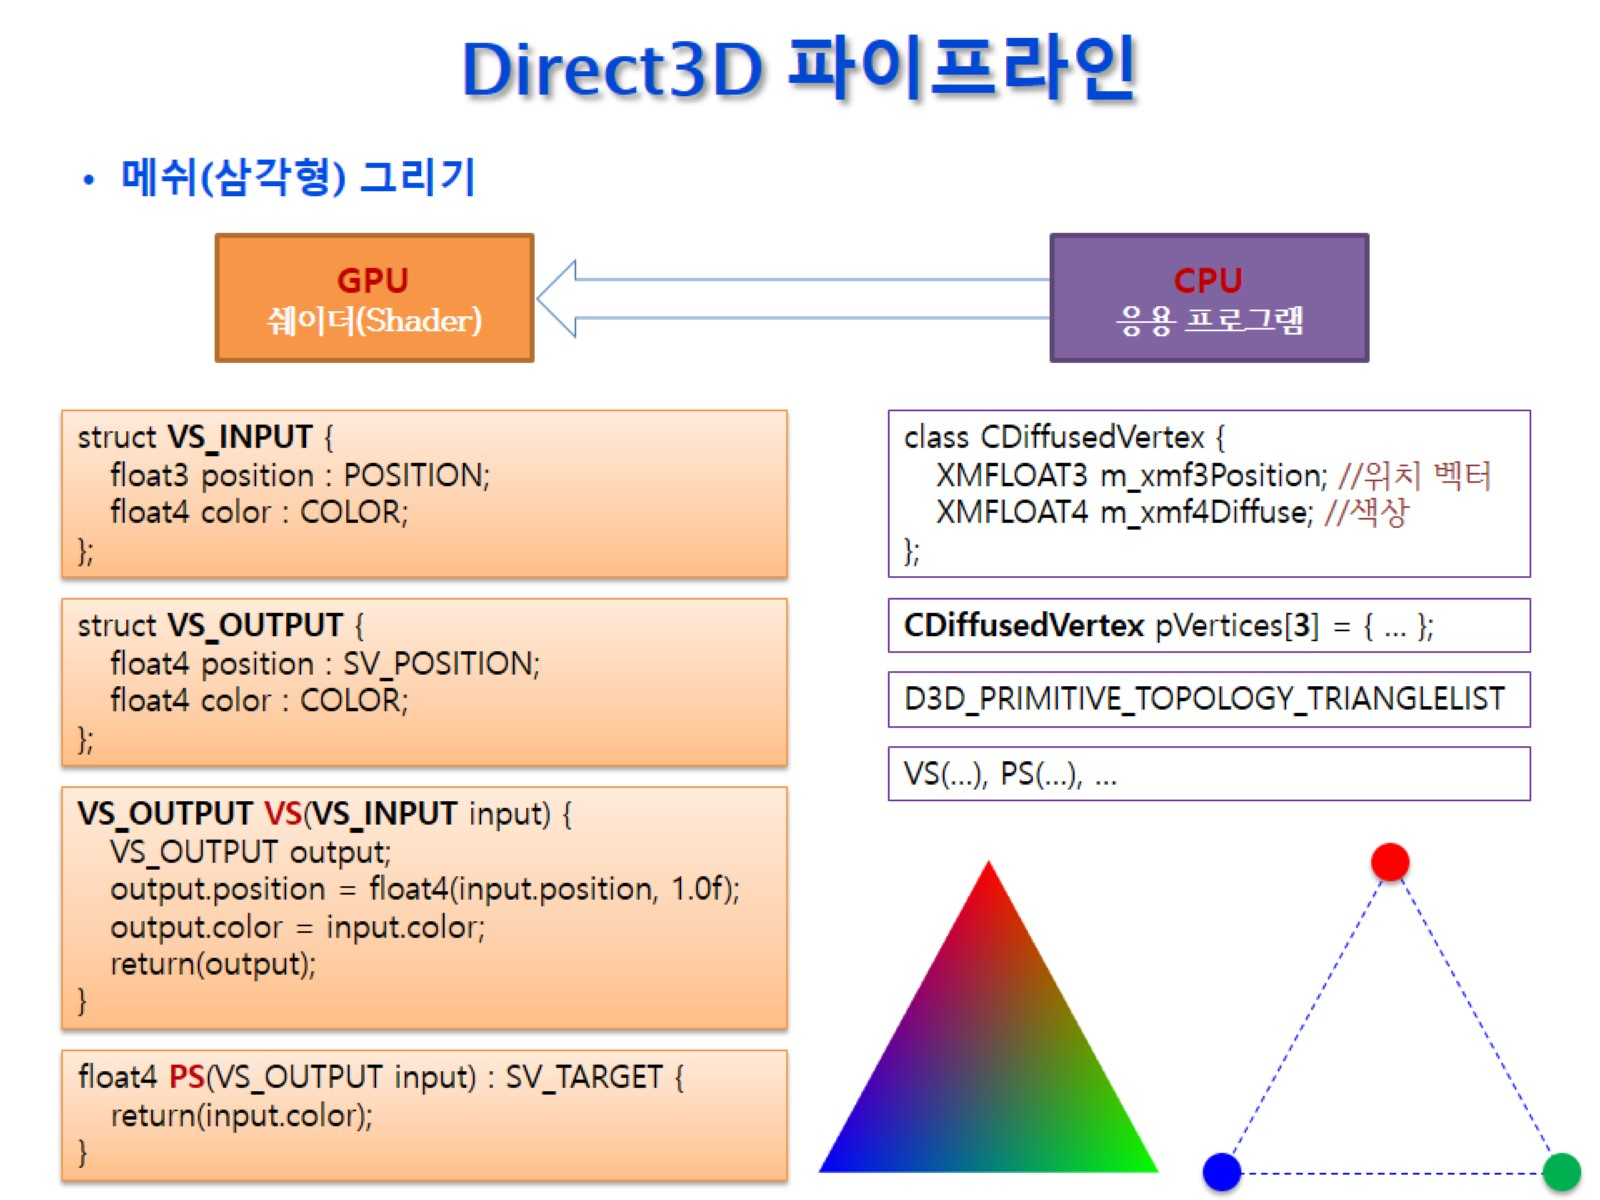 Direct3D 파이프라인
• 메쉬(삼각형) 그리기
GPU
쉐이더(Shader)
CPU
응용 프로그램
struct VS_INPUT {
float3 position : POSITION;
float4 color : COLOR;
};
struct VS_OUTPUT {
float4 position : SV_POSITION;
float4 color : COLOR;
};
VS_OUTPUT VS(VS_INPUT input) {
VS_OUTPUT output;
output.position = float4(input.position, 1.0f);
output.color = input.color;
return(output);
}
float4 PS(VS_OUTPUT input) : SV_TARGET {
return(input.color);
}
class CDiffusedVertex {
XMFLOAT3 m_xmf3Position; //위치 벡터
XMFLOAT4 m_xmf4Diffuse; //색상
};
CDiffusedVertex pVertices[3] = { ... };
D3D_PRIMITIVE_TOPOLOGY_TRIANGLELIST
VS(...), PS(...), ...